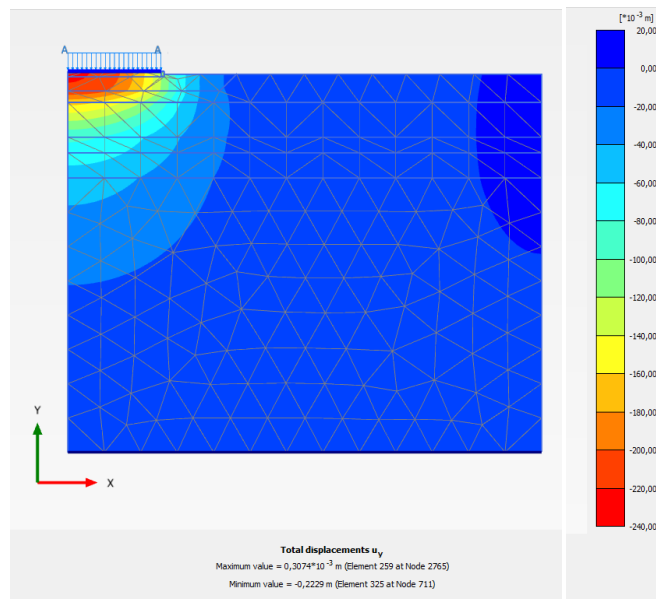 [*10⁻³ m]
A A
20,00
0,00
-20,00
-40,00
-60,00
-80,00
-100,00
-120,00
-140,00
-160,00
-180,00
-200,00
-220,00
-240,00
Y
X
Total displacements uy
Maximum value = 0,3074*10⁻³ m (Element 259 at Node 2765)
Minimum value = -0,2229 m (Element 325 at Node 711)